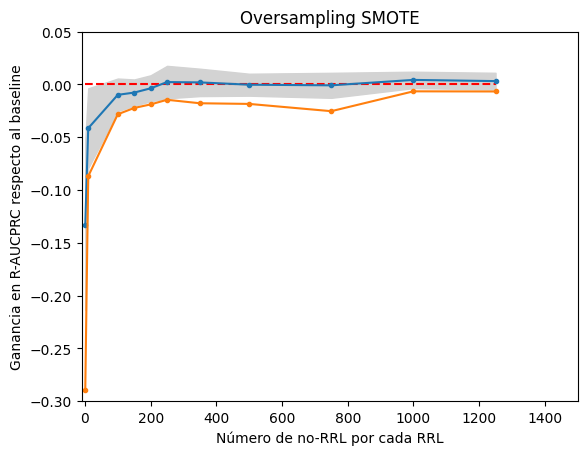 Oversampling SMOTE
Ganancia en R-AUCPRC respecto al baseline
0.05
0.00
−0.05
−0.10
−0.15
−0.20
−0.25
−0.30
0 200 400 600 800 1000 1200 1400
Número de no-RRL por cada RRL